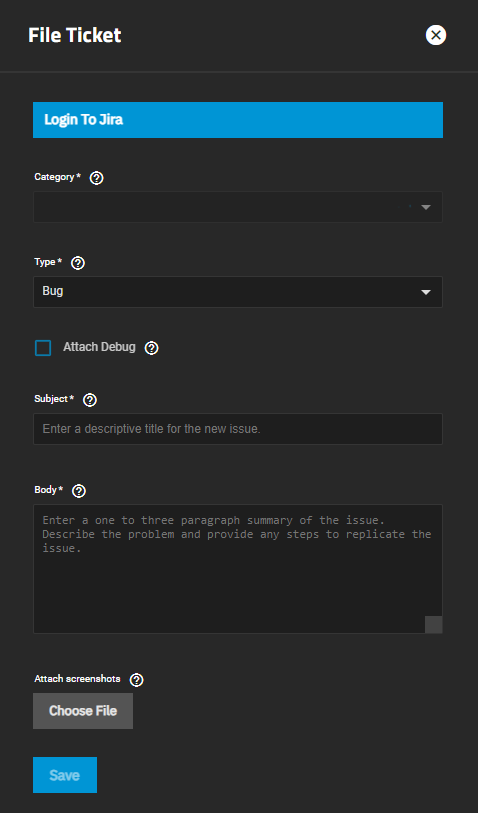 File Ticket
Login To Jira
Category *
Type *
Bug
Attach Debug
Subject *
Enter a descriptive title for the new issue.
Body *
Enter a one to three paragraph summary of the issue.
Describe the problem and provide any steps to replicate the
issue.
Attach screenshots
Choose File
Save